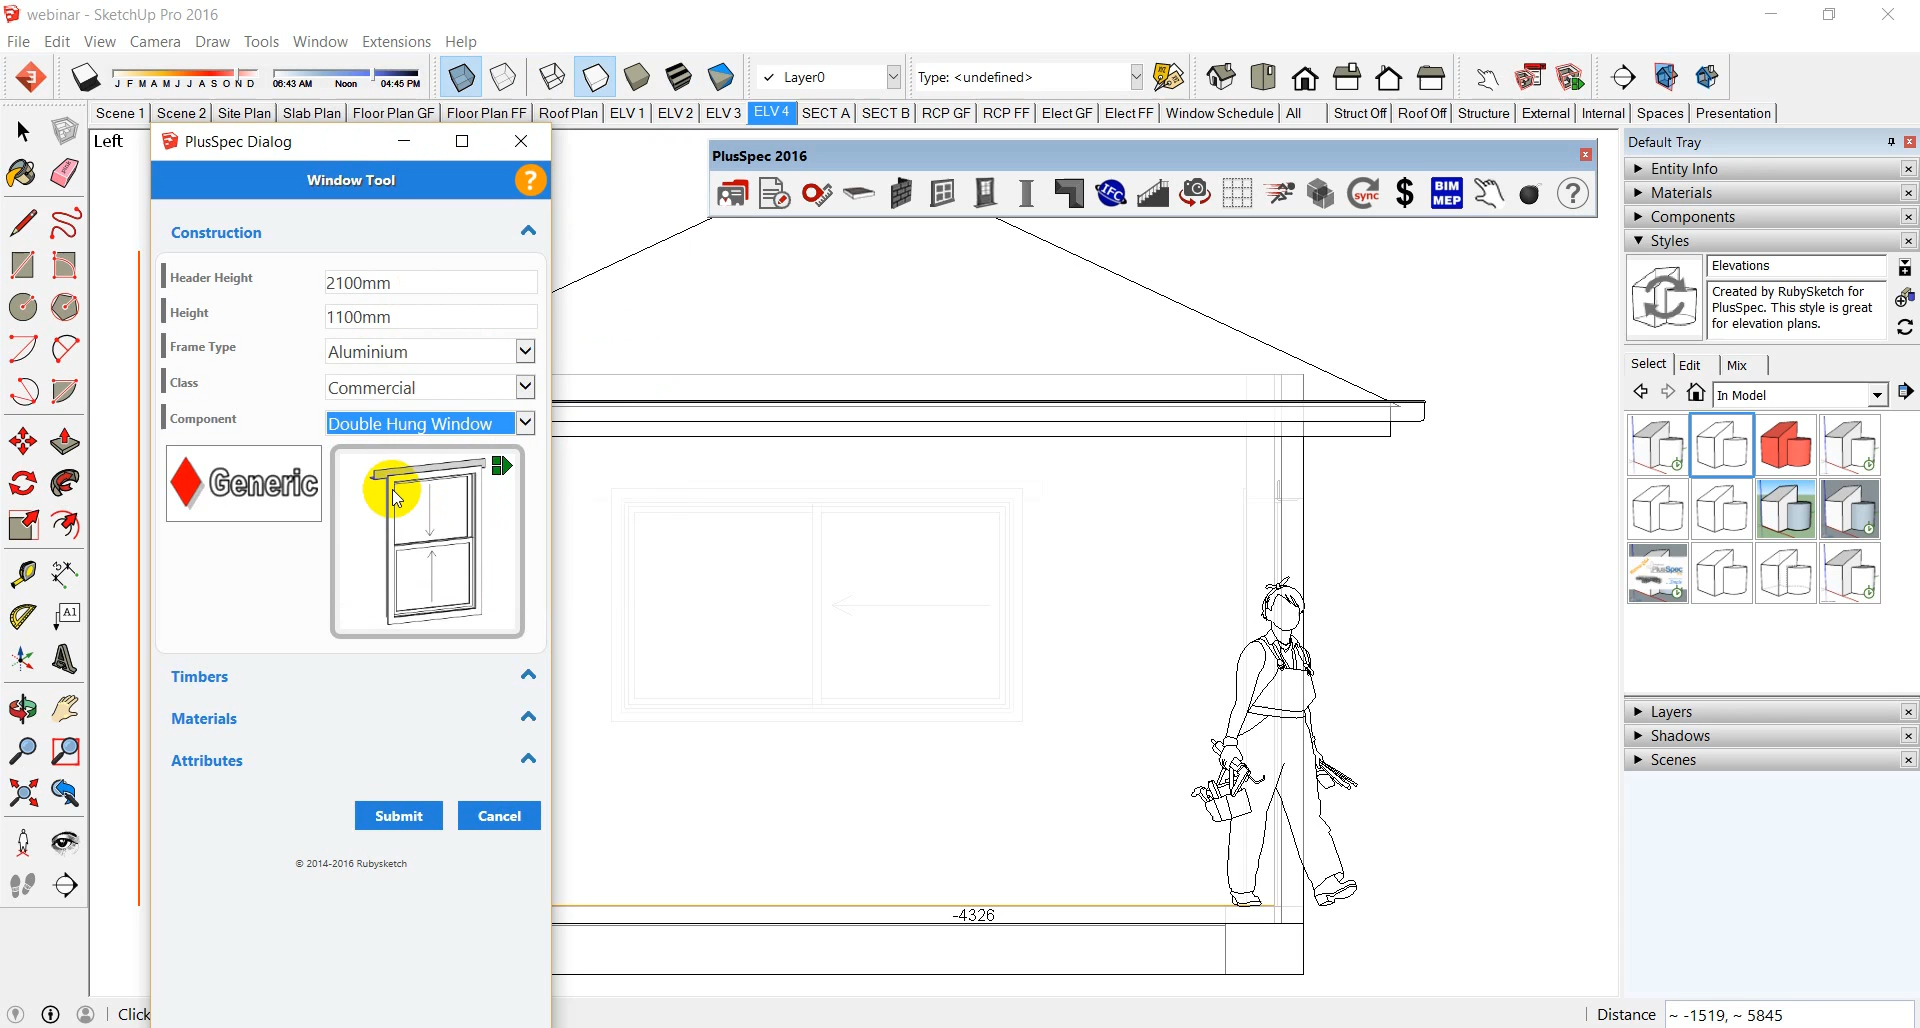 webinar - SketchUp Pro 2016
File Edit View Camera Draw Tools Window Extensions Help
J F M A M J J A S O N D
06:43 AM Noon 04:45 PM
Layer0
Type: <undefined>
Scene 1 Scene 2 Site Plan Slab Plan Floor Plan GF Floor Plan FF Roof Plan ELV 1 ELV 2 ELV 3 ELV 4 SECT A SECT B RCP GF RCP FF Elect GF Elect FF Window Schedule All Struct Off Roof Off Structure External Internal Spaces Presentation
Left
PlusSpec Dialog
Window Tool
?
Construction
Header Height 2100mm
Height 1100mm
Frame Type Aluminium
Class Commercial
Component Double Hung Window
Generic
Timbers
Materials
Attributes
Submit Cancel
© 2014-2016 Rubysketch
PlusSpec 2016
IFC
sync
$
BIM
MEP
?
-4326
Default Tray
Entity Info
Materials
Components
Styles
Elevations
Created by RubySketch for
PlusSpec. This style is great
for elevation plans.
Select Edit Mix
In Model
PlusSpec
Layers
Shadows
Scenes
A1
Click
Distance ~ -1519, ~ 5845